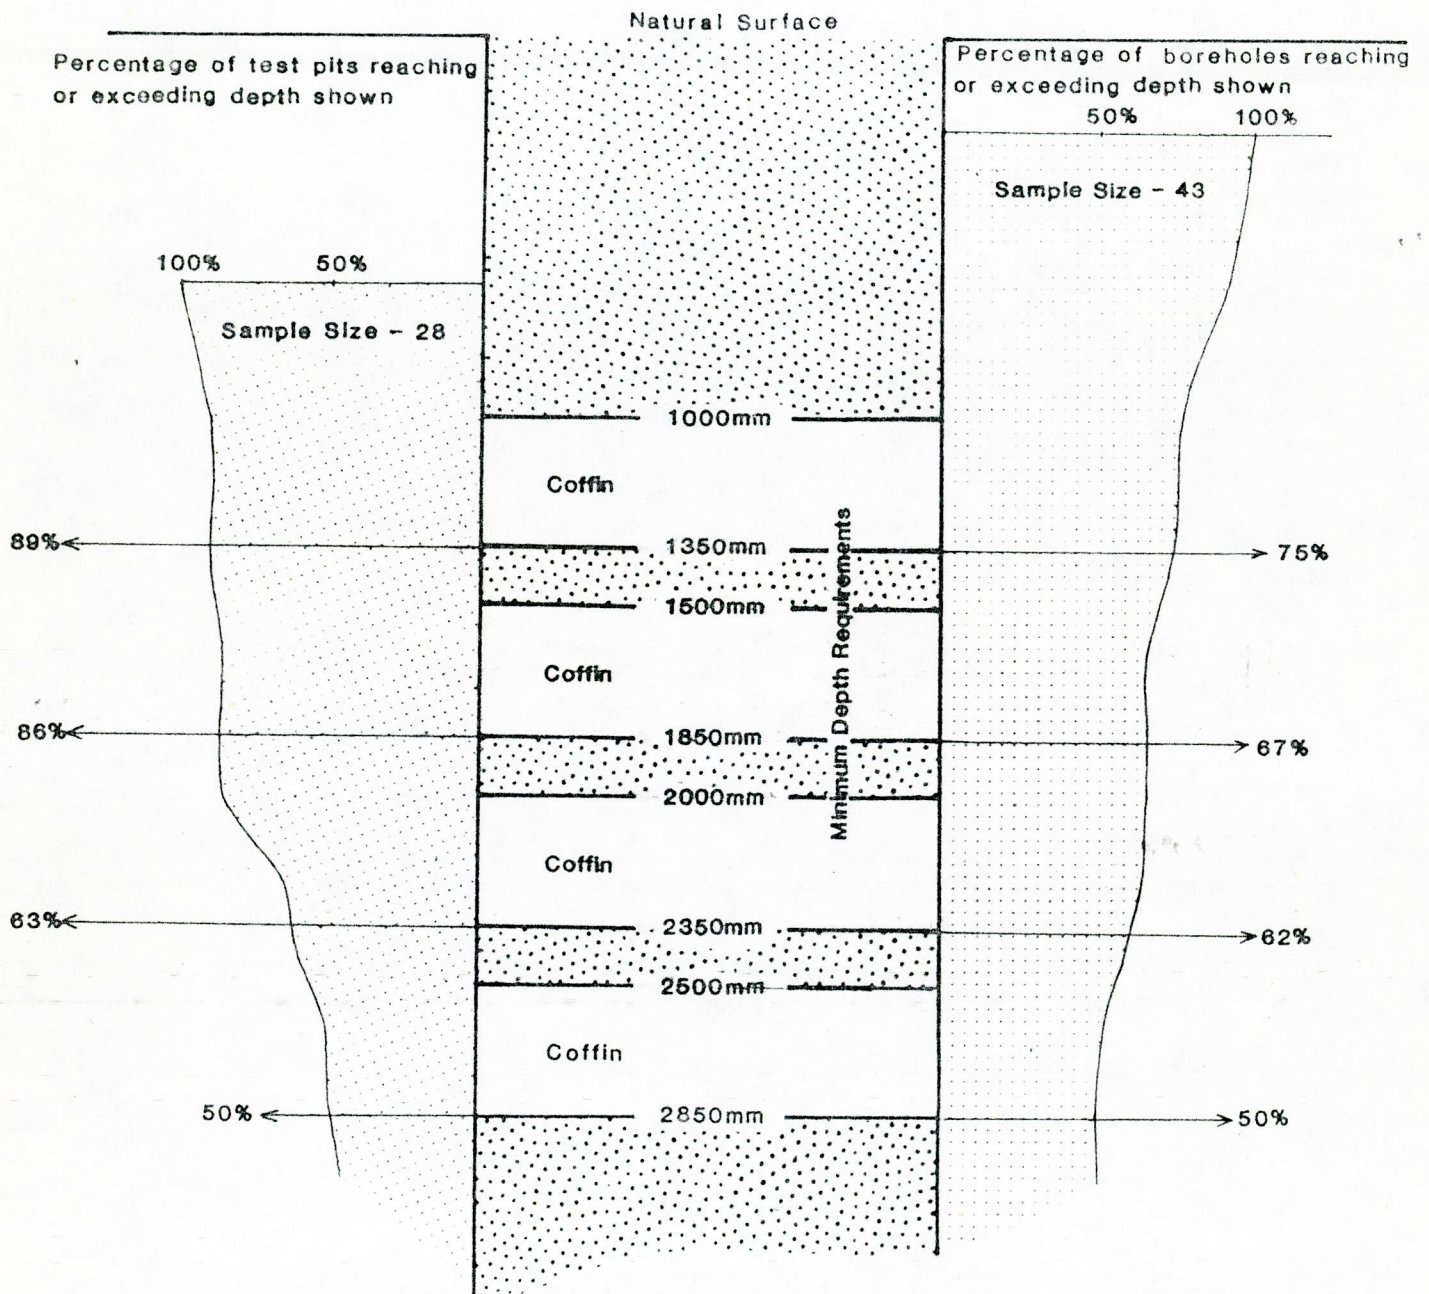 Natural Surface
Percentage of test pits reaching
or exceeding depth shown
Percentage of boreholes reaching
or exceeding depth shown
50% 100%
Sample Size - 43
100% 50%
Sample Size - 28
1000mm
Coffin
89%
1350mm
75%
1500mm
Coffin
Minimum Depth Requirements
86%
1850mm
67%
2000mm
Coffin
63%
2350mm
62%
2500mm
Coffin
50%
2850mm
50%